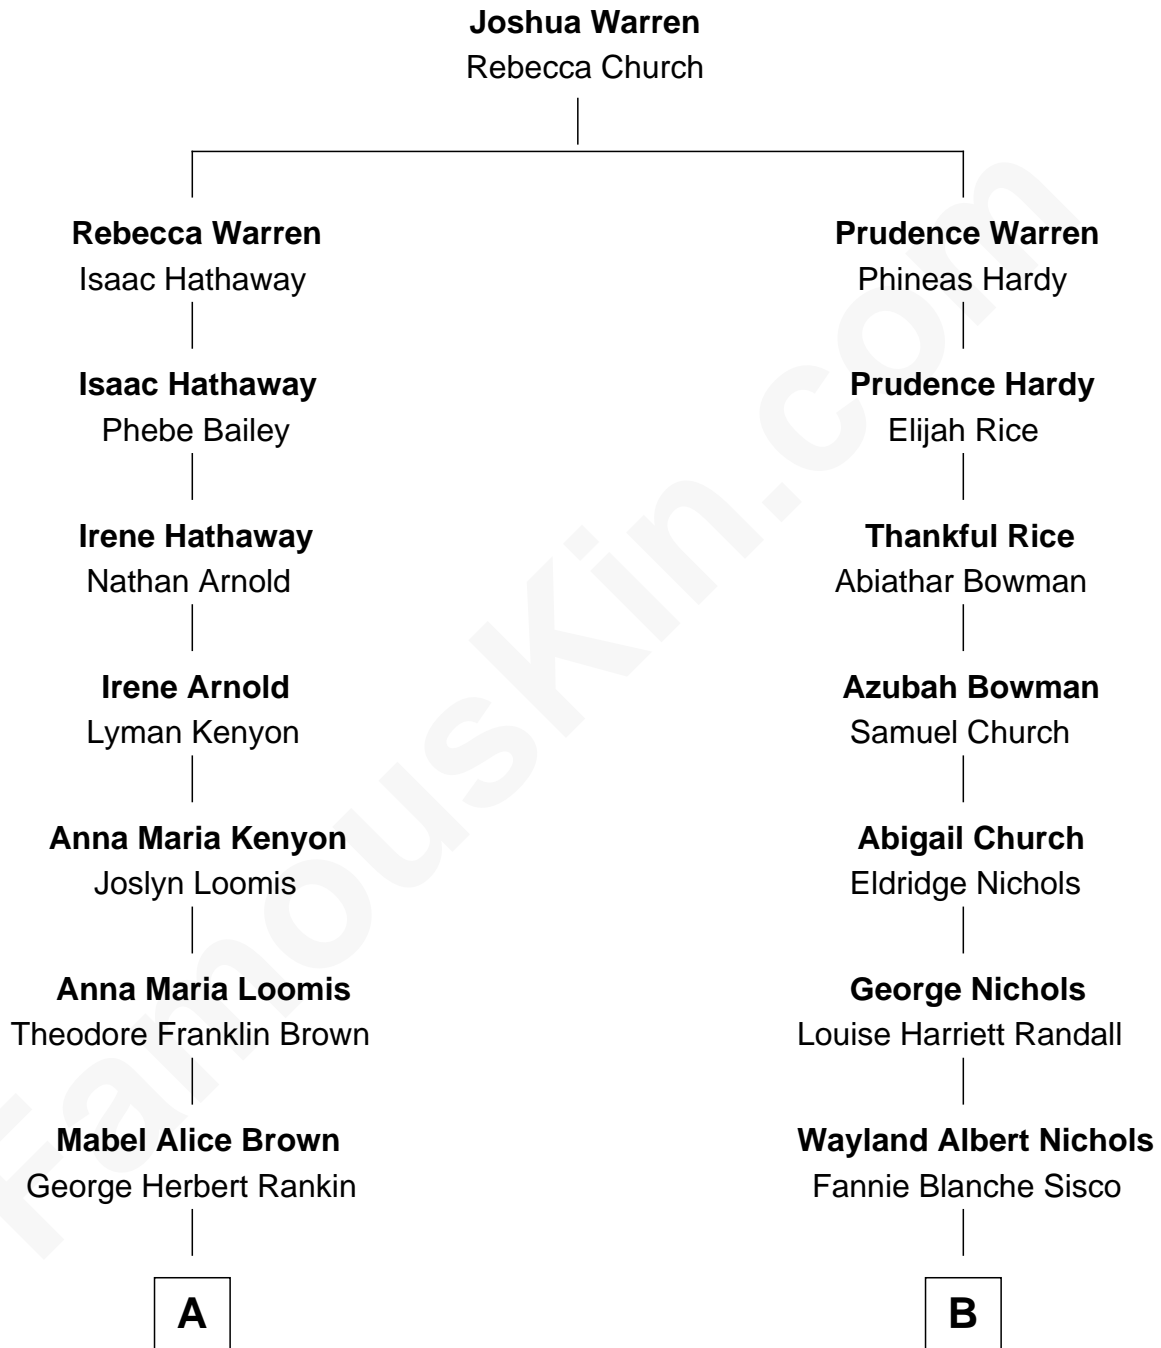 Joshua Warren
Rebecca Church
Rebecca Warren
Isaac Hathaway
Isaac Hathaway
Phebe Bailey
Irene Hathaway
Nathan Arnold
Irene Arnold
Lyman Kenyon
Anna Maria Kenyon
Joslyn Loomis
Anna Maria Loomis
Theodore Franklin Brown
Mabel Alice Brown
George Herbert Rankin
A
Prudence Warren
Phineas Hardy
Prudence Hardy
Elijah Rice
Thankful Rice
Abiathar Bowman
Azubah Bowman
Samuel Church
Abigail Church
Eldridge Nichols
George Nichols
Louise Harriett Randall
Wayland Albert Nichols
Fannie Blanche Sisco
B
FamousKin.com